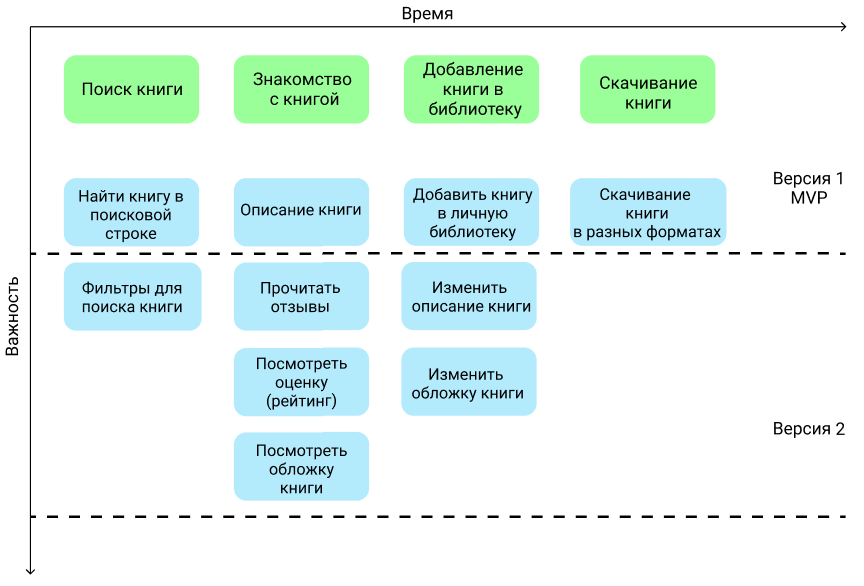 Время
Поиск книги
Знакомство
с книгой
Добавление
книги в
библиотеку
Скачивание
книги
Версия 1
MVP
Найти книгу в
поисковой
строке
Описание книги
Добавить книгу
в личную
библиотеку
Скачивание
книги
в разных форматах
Важность
Фильтры для
поиска книги
Прочитать
отзывы
Изменить
описание книги
Посмотреть
оценку
(рейтинг)
Изменить
обложку книги
Версия 2
Посмотреть
обложку
книги